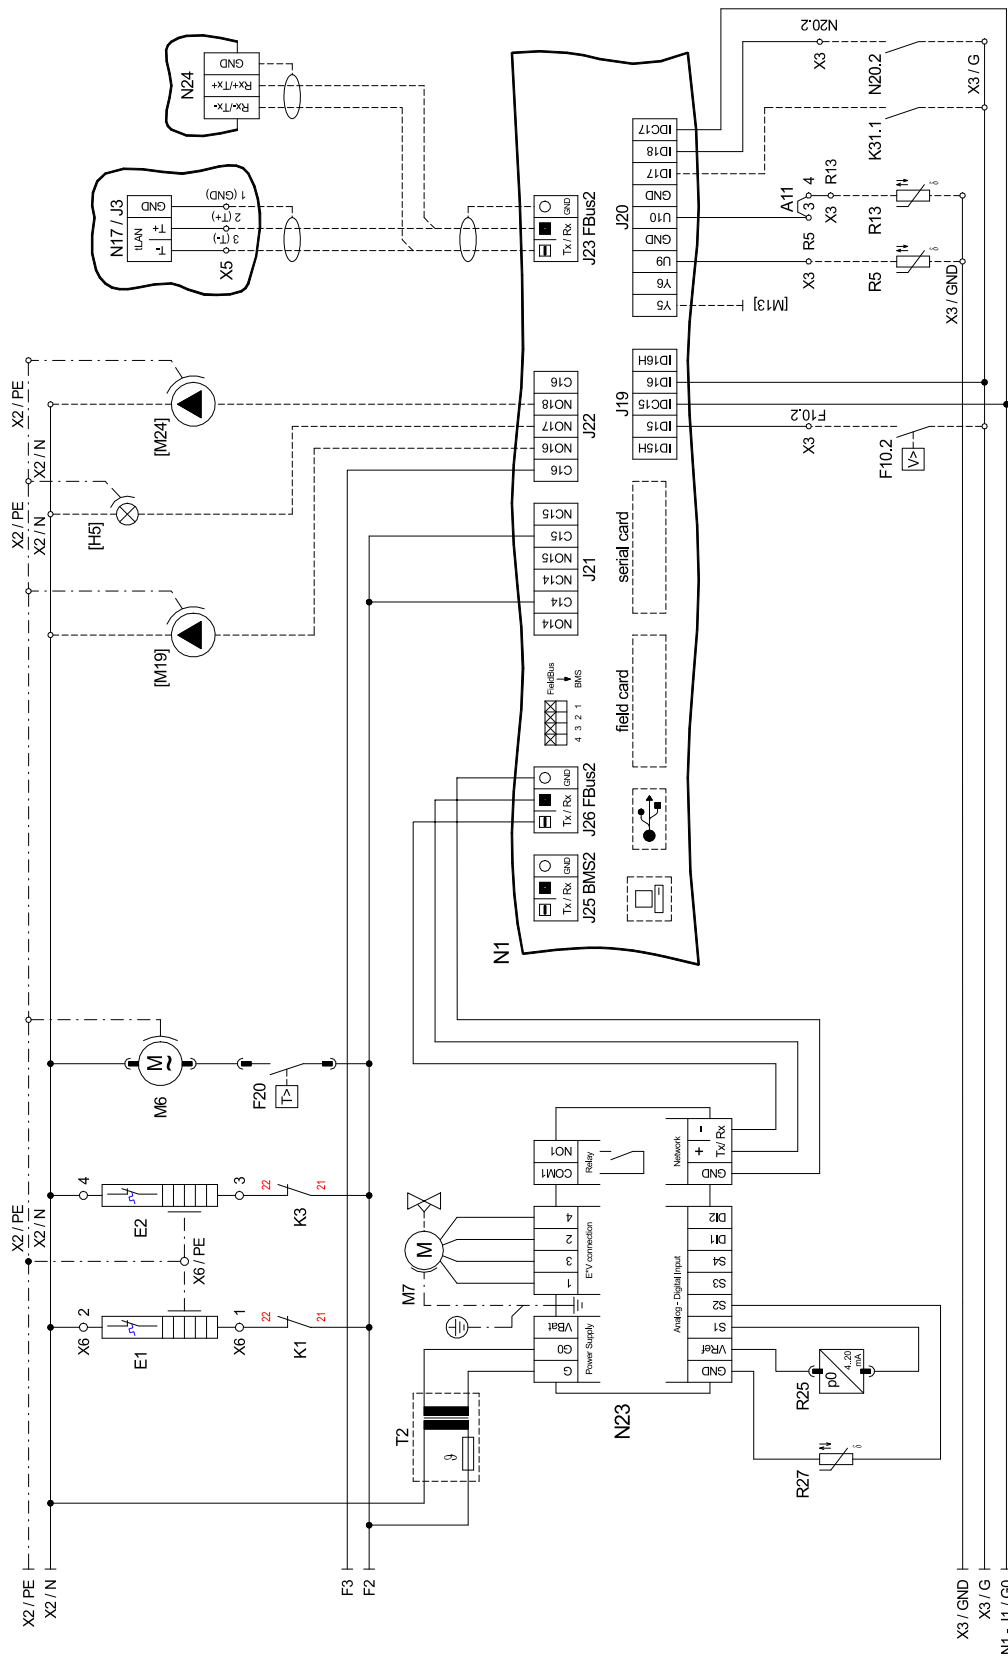 X2 / PE
X2 / N
X2 / PE
X2 / N
X6
2
E1
X6
1
22
21
K1
X6 / PE
4
E2
3
22
21
K3
M6
M
~
F20
T>
[M19]
X2 / PE
X2 / N
[H5]
X2 / PE
X2 / N
[M24]
F3
F2
N17 / J3
tLAN
T-
T+
GND
3 (T-)
2 (T+)
1 (GND)
X5
N24
Rx-/Tx-
Rx+/Tx+
GND
T2
ϑ
M7
M
N23
G
G0
VBat
Power Supply
1
3
2
4
E*V connection
COM1
NO1
Relay
GND
VRef
S1
S2
S3
S4
DI1
DI2
Analog - Digital Input
GND
+
-
Tx/ Rx
Network
R27
R25
p0
4..20
mA
N1
J25 BMS2
Tx / Rx
GND
J26 FBus2
Tx / Rx
GND
4 3 2 1
FieldBus
BMS
field card
serial card
J21
NO14
C14
NC14
NO15
C15
NC15
J22
C16
NO16
NO17
NO18
C16
J23 FBus2
Tx / Rx
GND
J19
ID15H
ID15
IDC15
ID16
ID16H
J20
Y5
Y6
U9
GND
U10
GND
ID17
ID18
IDC17
[M13]
X3
F10.2
F10.2
V>
X3
R5
R5
A11
3
4
X3
R13
R13
K31.1
X3
N20.2
N20.2
X3 / G
X3 / GND
X3 / GND
X3 / G
N1 - J1 / G0